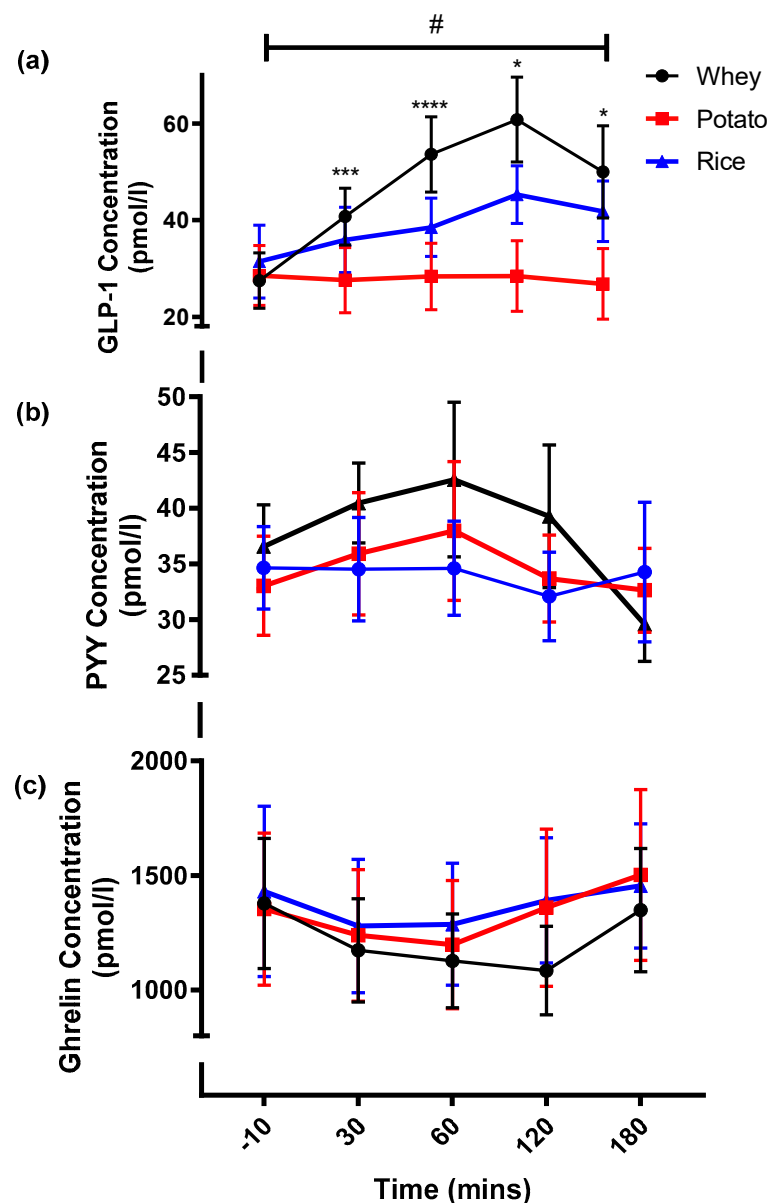 #
(a)
Whey
Potato
Rice
*
****
***
*
GLP-1 Concentration
(pmol/l)
60
40
20
(b)
PYY Concentration
(pmol/l)
50
45
40
35
30
25
(c)
Ghrelin Concentration
(pmol/l)
2000
1500
1000
-10
30
60
120
180
Time (mins)